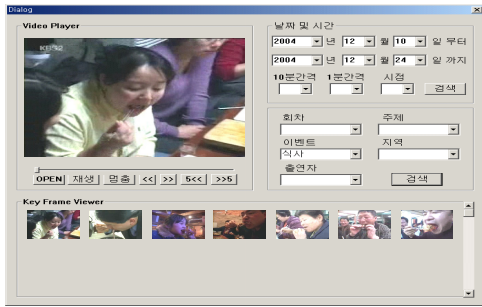 Dialog
Video Player
KBS2
OPEN 재생 멈춤 << >> 5<< >>5
날짜 및 시간
2004 년 12 월 10 일 부터
2004 년 12 월 24 일 까지
10분간격 1분간격 시점
검색
회차 주제
이벤트 지역
식사
출연자
검색
Key Frame Viewer